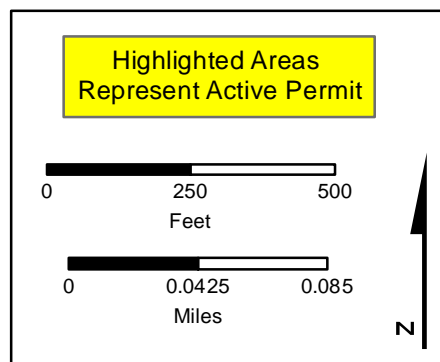 Highlighted Areas
Represent Active Permit
0 250 500
Feet
0 0.0425 0.085
Miles
N